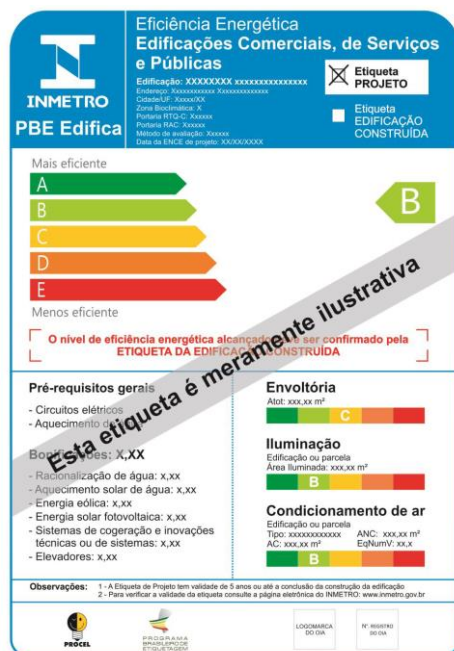 Eficiência Energética
Edificações Comerciais, de Serviços
e Públicas
INMETRO
PBE Edifica
Edificação: XXXXXXXX xxxxxxxxxxxxxxx
Endereço: Xxxxxxxxxxx Xxxxxxxxxxxxxx
Cidade/UF: Xxxxx/XX
Zona Bioclimática: X
Portaria RTQ-C: Xxxxxx
Portaria RAC: Xxxxxx
Método de avaliação: Xxxxxx
Data da ENCE de projeto: XX/XX/XXXX
Etiqueta
PROJETO
Etiqueta
EDIFICAÇÃO
CONSTRUÍDA
Mais eficiente
A
B
C
D
E
Menos eficiente
B
Esta etiqueta é meramente ilustrativa
O nível de eficiência energética alcançado ser confirmado pela
ETIQUETA DA EDIFICAÇÃO CONSTRUÍDA
Pré-requisitos gerais
- Circuitos elétricos
- Aquecimento
Bonificações: X,XX
- Racionalização de água: x,xx
- Aquecimento solar de água: x,xx
- Energia eólica: x,xx
- Energia solar fotovoltaica: x,xx
- Sistemas de cogeração e inovações
técnicas ou de sistemas: x,xx
- Elevadores: x,xx
Envoltória
Atot: xxx,xx m²
C
Iluminação
Edificação ou parcela
Área Iluminada: xxx,xx m²
B
Condicionamento de ar
Edificação ou parcela
Tipo: xxxxxxxxxxxx ANC: xxx,xx m²
AC: xxx,xx m² EqNumV: xx,x
B
Observações: 1 - A Etiqueta de Projeto tem validade de 5 anos ou até a conclusão da construção da edificação
2 - Para verificar a validade da etiqueta consulte a página eletrônica do INMETRO: www.inmetro.gov.br
PROCEL
PROGRAMA
BRASILEIRO DE
ETIQUETAGEM
LOGOMARCA
DO OIA
Nº. REGISTRO
DO OIA